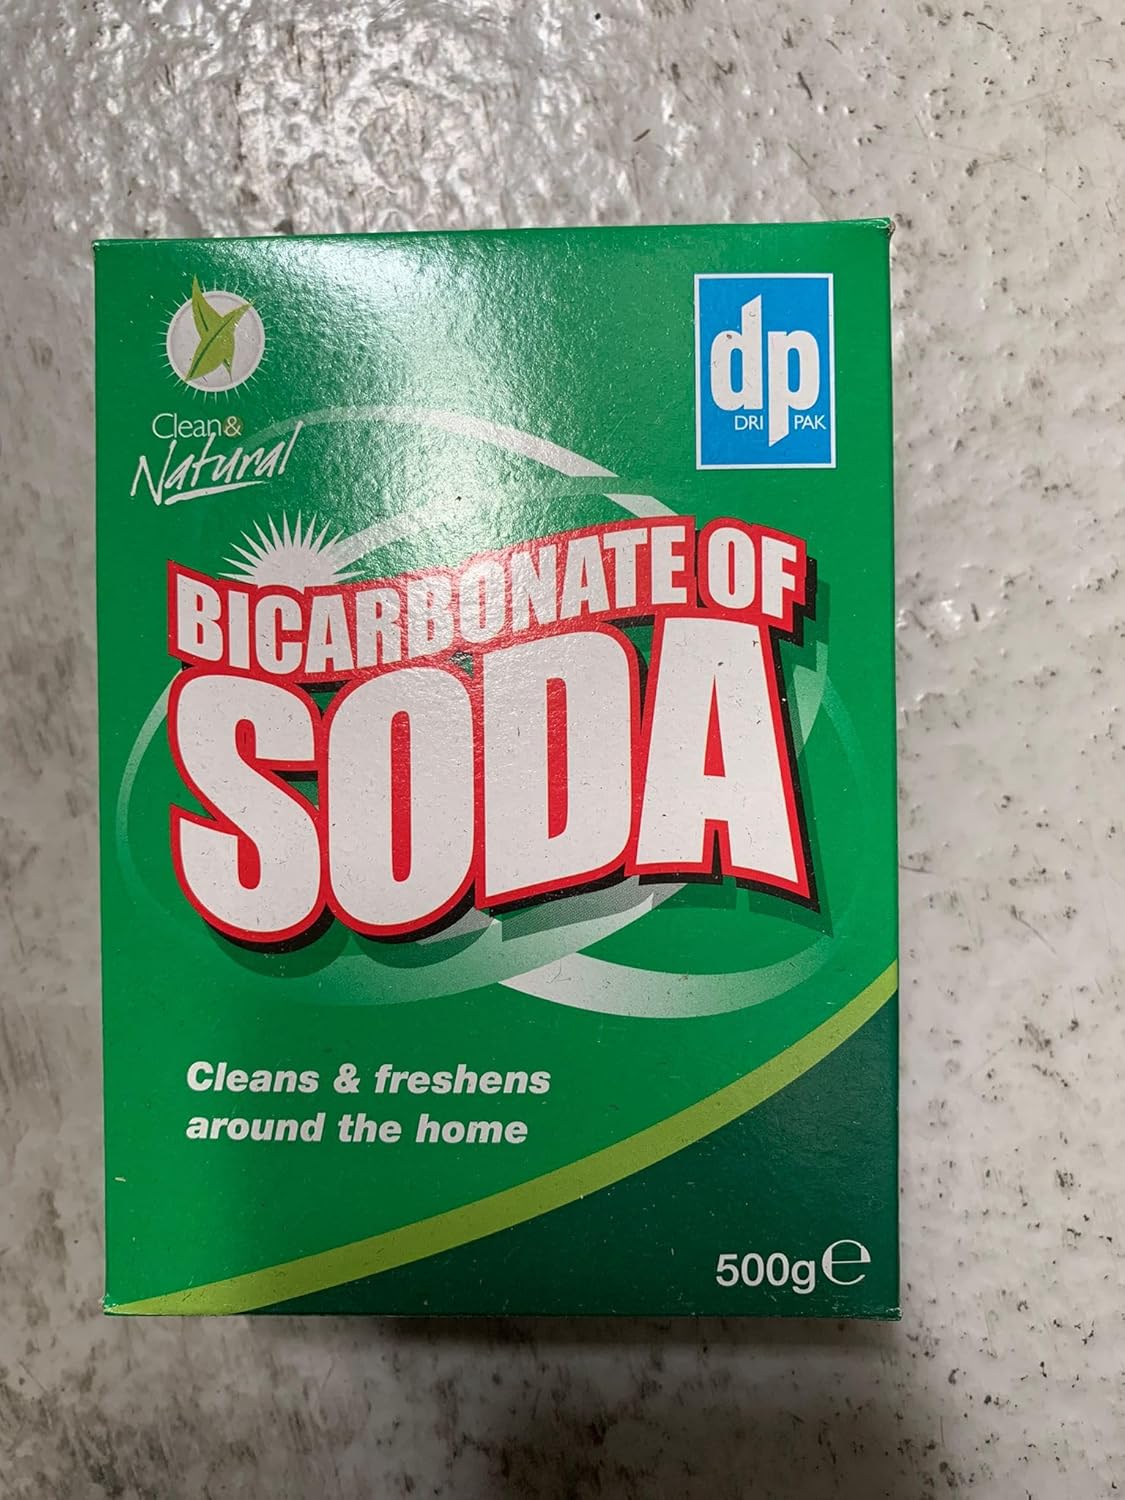 Clean &
Natural
dp
DRI PAK
BICARBONATE OF
SODA
Cleans & freshens
around the home
500g ℮